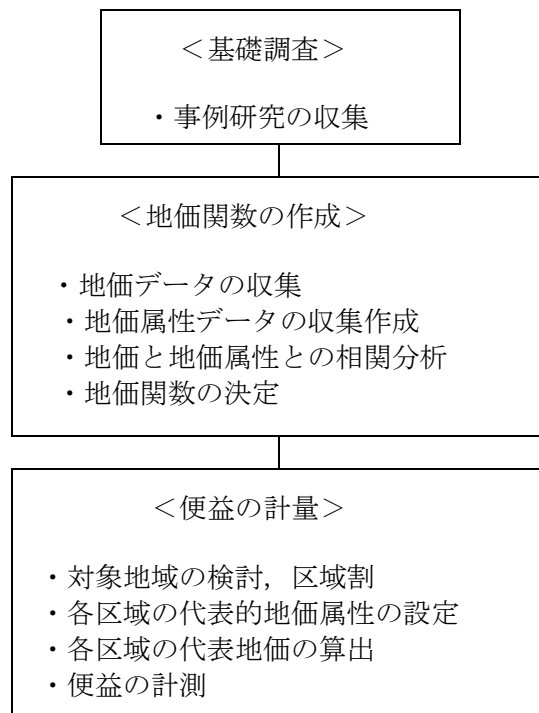 ＜基礎調査＞
・事例研究の収集
＜地価関数の作成＞
・地価データの収集
・地価属性データの収集作成
・地価と地価属性との相関分析
・地価関数の決定
＜便益の計量＞
・対象地域の検討，区域割
・各区域の代表的地価属性の設定
・各区域の代表地価の算出
・便益の計測